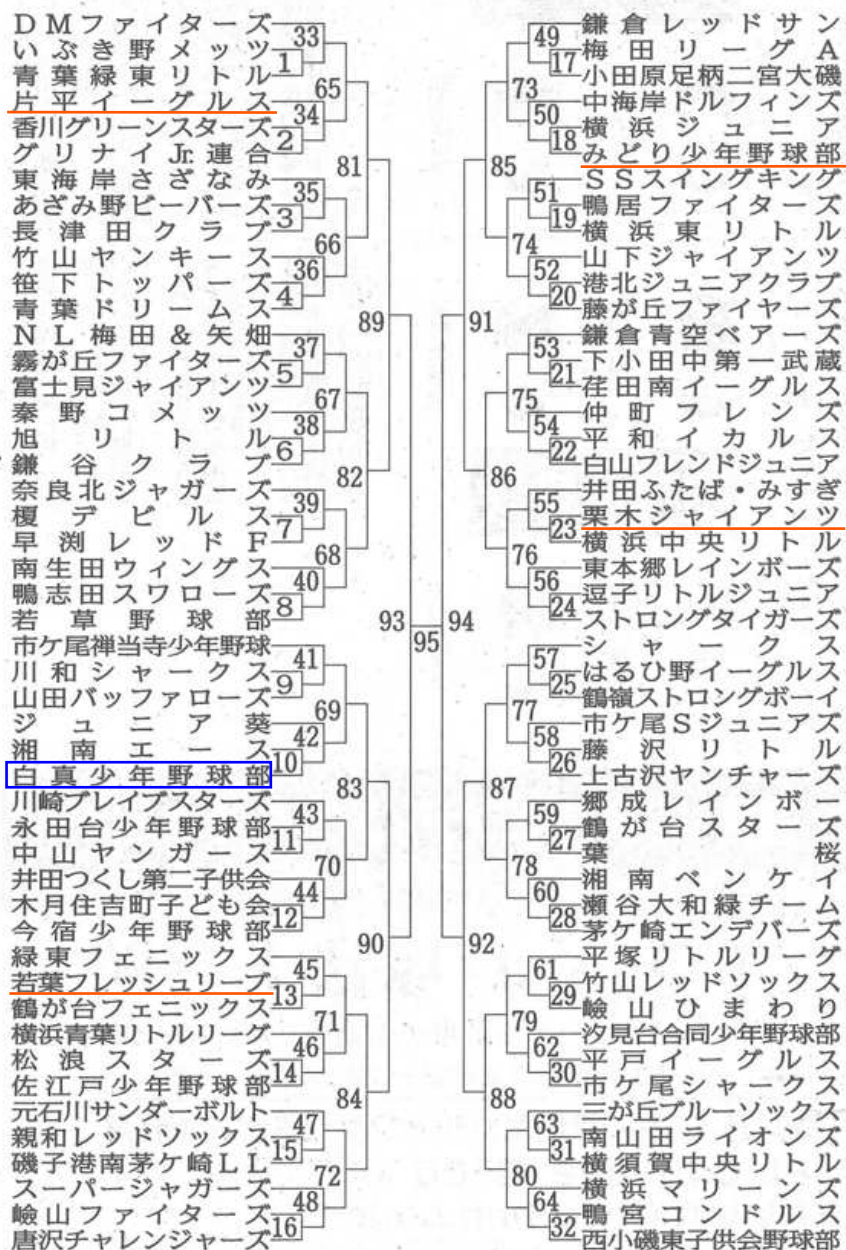 DMファイターズ
いぶき野メッツ
青葉緑東リトル
片平イーグルス
香川グリーンスターズ
グリナイJr.連合
東海岸さざなみ
あざみ野ビーバーズ
長津田クラブ
竹山ヤンキース
笹下トッパーズ
青葉ドリームス
NL梅田&矢畑
霧が丘ファイターズ
富士見ジャイアンツ
秦野コメッツ
旭リトル
鎌谷クラブ
奈良北ジャガーズ
榎デビルス
早渕レッドF
南生田ウィングス
鴨志田スワローズ
若草野球部
市ケ尾禅当寺少年野球
川和シャークス
山田バッファローズ
ジュニア葵
湘南エース
白真少年野球部
川崎ブレイブスターズ
永田台少年野球部
中山ヤンガース
井田つくし第二子供会
木月住吉町子ども会
今宿少年野球部
緑東フェニックス
若葉フレッシュリーブ
鶴が台フェニックス
横浜青葉リトルリーグ
松浪スターズ
佐江戸少年野球部
元石川サンダーボルト
親和レッドソックス
磯子港南茅ケ崎LL
スーパージャガーズ
嶮山ファイターズ
唐沢チャレンジャーズ
33
1
65
34
2
81
35
3
66
36
4
89
37
5
67
38
6
82
39
7
68
40
8
93
41
9
69
42
10
83
43
11
70
44
12
90
45
13
71
46
14
84
47
15
72
48
16
95
94
49
17
73
50
18
85
51
19
74
52
20
91
53
21
75
54
22
86
55
23
76
56
24
57
25
77
58
26
87
59
27
78
60
28
92
61
29
79
62
30
88
63
31
80
64
32
鎌倉レッドサン
梅田リーグA
小田原足柄二宮大磯
中海岸ドルフィンズ
横浜ジュニア
みどり少年野球部
SSスイングキング
鴨居ファイターズ
横浜東リトル
山下ジャイアンツ
港北ジュニアクラブ
藤が丘ファイヤーズ
鎌倉青空ベアーズ
下小田中第一武蔵
荏田南イーグルス
仲町フレンズ
平和イカルス
白山フレンドジュニア
井田ふたば・みすぎ
栗木ジャイアンツ
横浜中央リトル
東本郷レインボーズ
逗子リトルジュニア
ストロングタイガーズ
シャークス
はるひ野イーグルス
鶴嶺ストロングボーイ
市ケ尾Sジュニアズ
藤沢リトル
上古沢ヤンチャーズ
郷成レインボー
鶴が台スターズ
葉桜
湘南ベンケイ
瀬谷大和緑チーム
茅ケ崎エンデバーズ
平塚リトルリーグ
竹山レッドソックス
嶮山ひまわり
汐見台合同少年野球部
平戸イーグルス
市ケ尾シャークス
三が丘ブルーソックス
南山田ライオンズ
横須賀中央リトル
横浜マリーンズ
鴨宮コンドルス
西小磯東子供会野球部